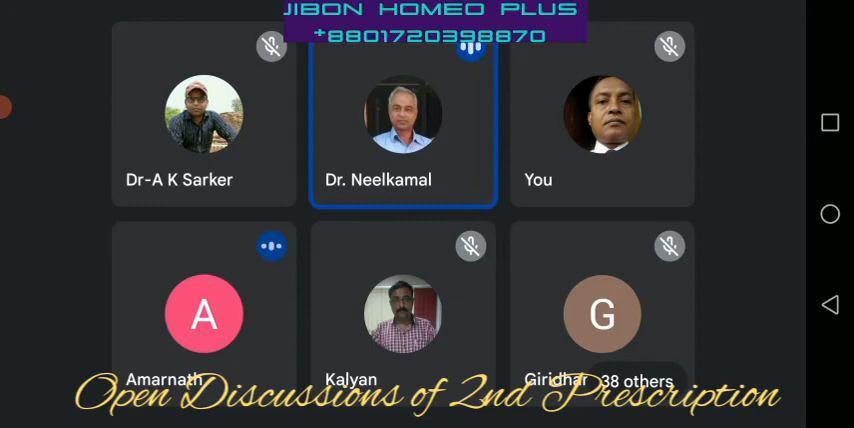 JIBON HOMEO PLUS
+8801720398870
Dr-A K Sarker
Dr. Neelkamal
You
A
G
Amarnath
Kalyan
Giridhar
38 others
Open Discussions of 2nd Prescription